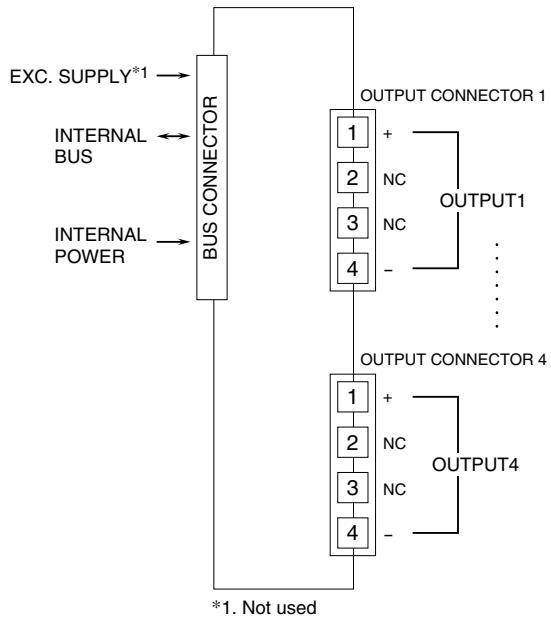 EXC. SUPPLY*1
INTERNAL
BUS
INTERNAL
POWER
BUS CONNECTOR
OUTPUT CONNECTOR 1
1 +
2 NC
3 NC
4 −
OUTPUT1
OUTPUT CONNECTOR 4
1 +
2 NC
3 NC
4 −
OUTPUT4
*1. Not used